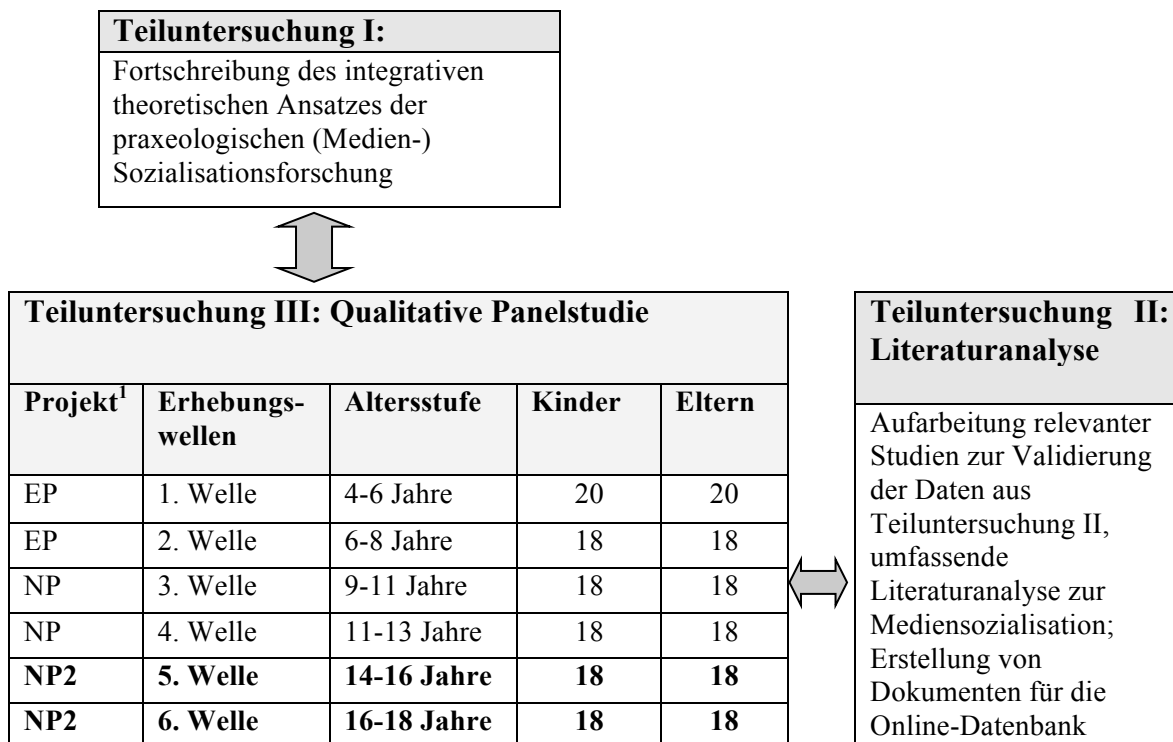 Teiluntersuchung I:
Fortschreibung des integrativen
theoretischen Ansatzes der
praxeologischen (Medien-)
Sozialisationsforschung
Teiluntersuchung III: Qualitative Panelstudie
Projekt¹ Erhebungs- Altersstufe Kinder Eltern
wellen
EP 1. Welle 4-6 Jahre 20 20
EP 2. Welle 6-8 Jahre 18 18
NP 3. Welle 9-11 Jahre 18 18
NP 4. Welle 11-13 Jahre 18 18
NP2 5. Welle 14-16 Jahre 18 18
NP2 6. Welle 16-18 Jahre 18 18
Teiluntersuchung II:
Literaturanalyse
Aufarbeitung relevanter
Studien zur Validierung
der Daten aus
Teiluntersuchung II,
umfassende
Literaturanalyse zur
Mediensozialisation;
Erstellung von
Dokumenten für die
Online-Datenbank